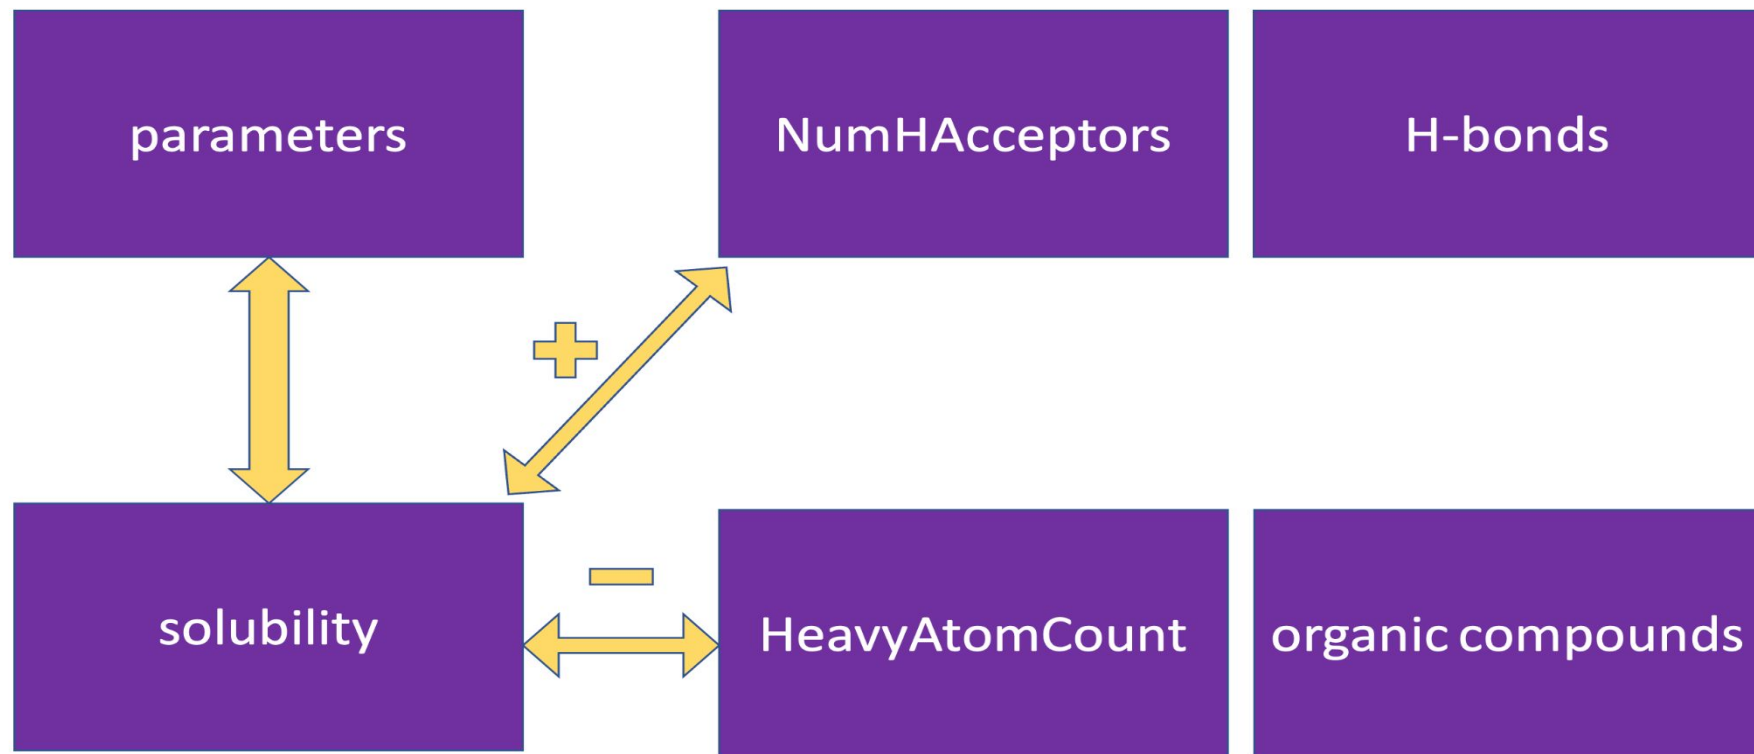 parameters
NumHAcceptors
H-bonds
+
−
solubility
HeavyAtomCount
organic compounds